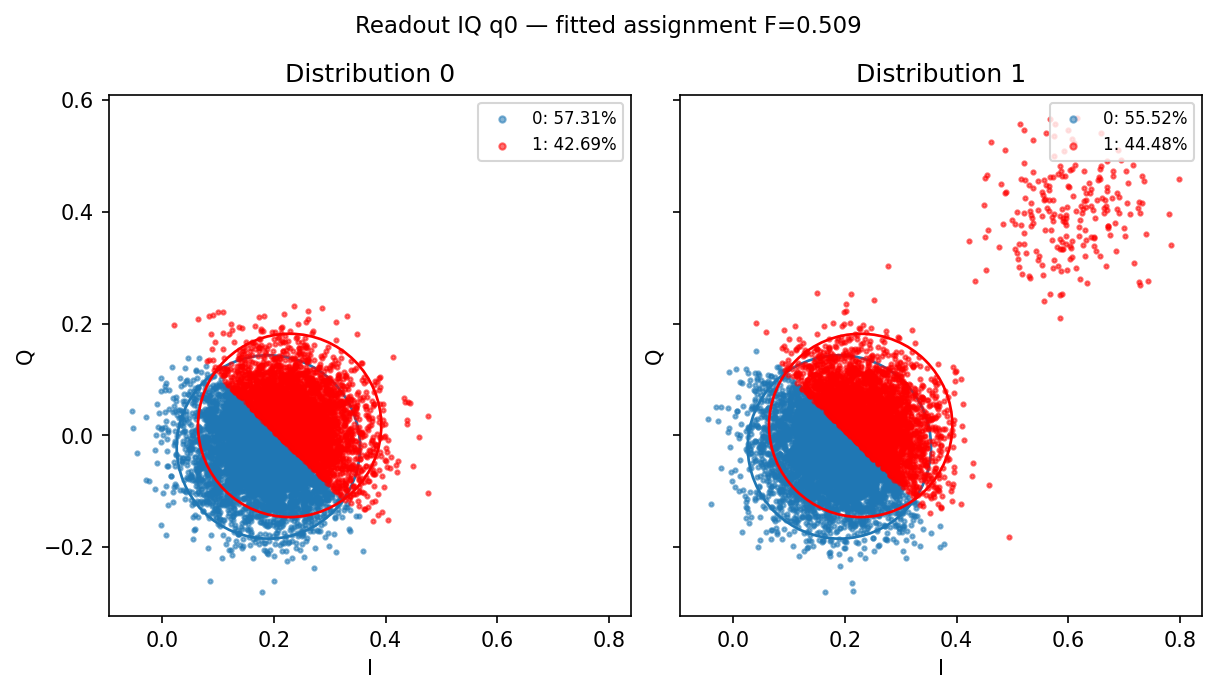 Readout IQ q0 — fitted assignment F=0.509
Distribution 0
Distribution 1
0: 57.31%
1: 42.69%
0: 55.52%
1: 44.48%
0.6
0.4
0.2
0.0
−0.2
Q
Q
0.0 0.2 0.4 0.6 0.8
0.0 0.2 0.4 0.6 0.8
I
I